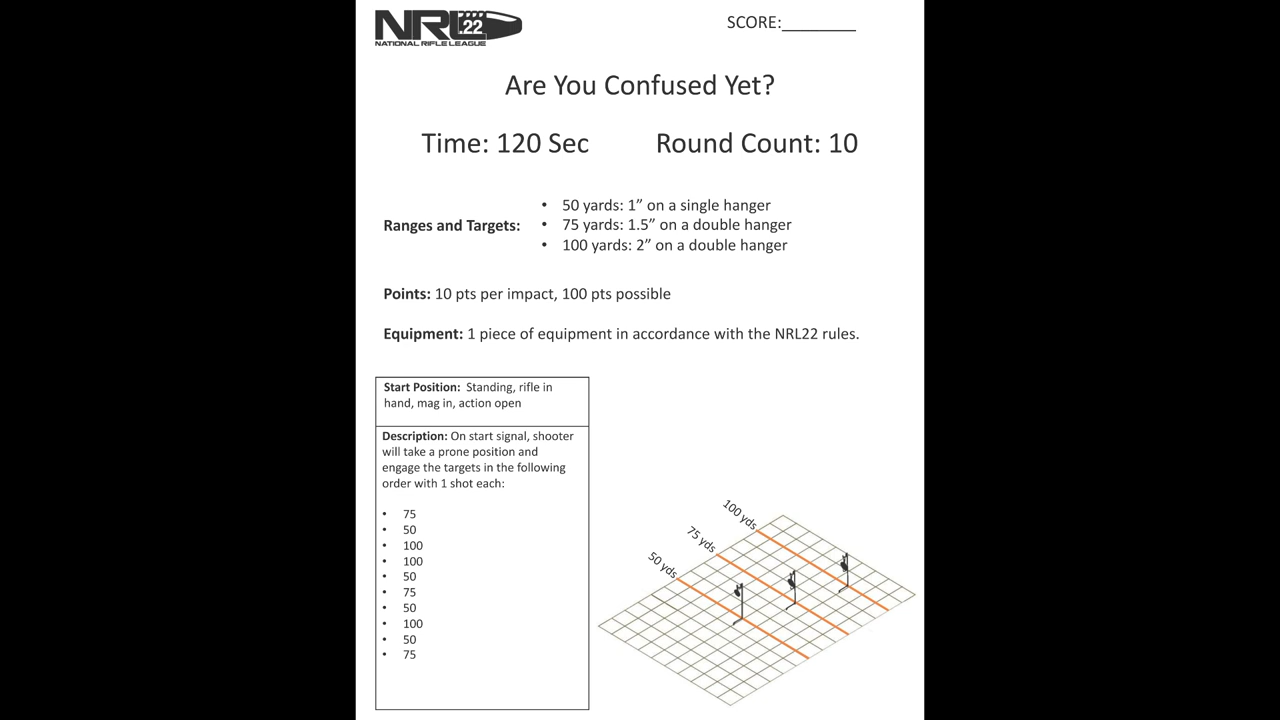 NRL .22
NATIONAL RIFLE LEAGUE
SCORE:_________
Are You Confused Yet?
Time: 120 Sec Round Count: 10
Ranges and Targets:
• 50 yards: 1” on a single hanger
• 75 yards: 1.5” on a double hanger
• 100 yards: 2” on a double hanger
Points: 10 pts per impact, 100 pts possible
Equipment: 1 piece of equipment in accordance with the NRL22 rules.
Start Position: Standing, rifle in
hand, mag in, action open
Description: On start signal, shooter
will take a prone position and
engage the targets in the following
order with 1 shot each:
• 75
• 50
• 100
• 100
• 50
• 75
• 50
• 100
• 50
• 75
100 yds
75 yds
50 yds